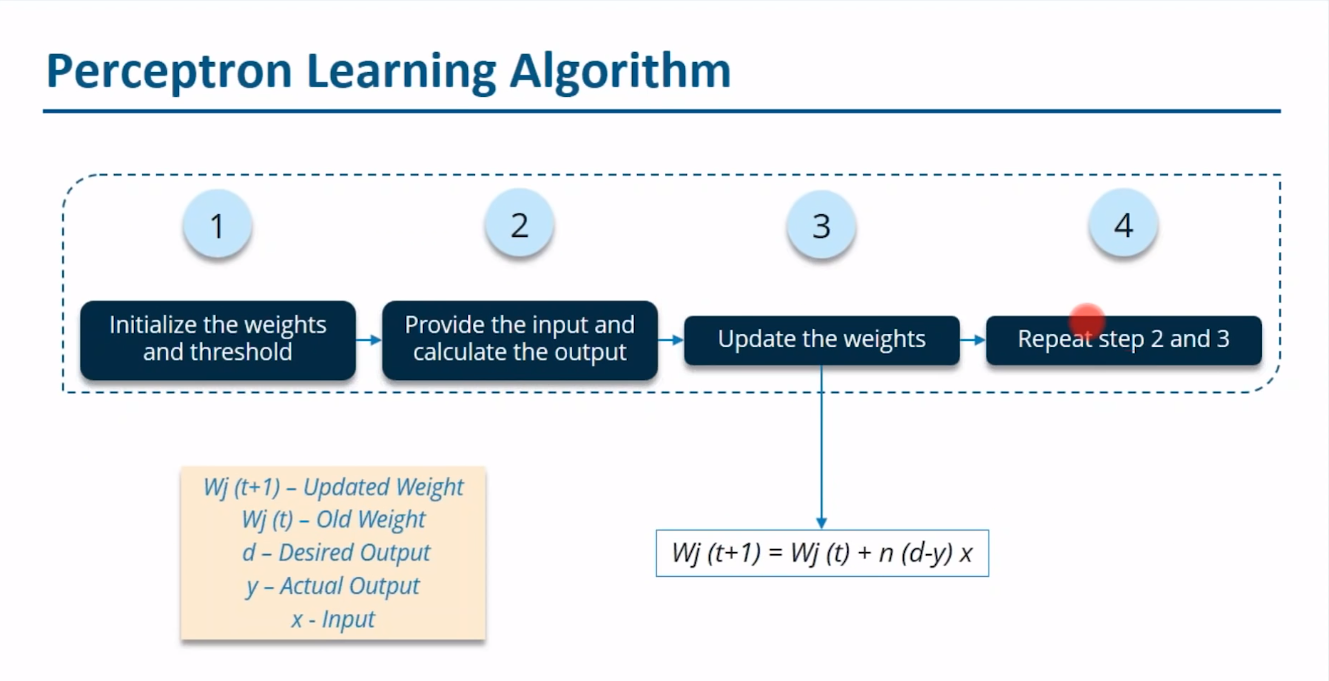 Perceptron Learning Algorithm
1
2
3
4
Initialize the weights
and threshold
Provide the input and
calculate the output
Update the weights
Repeat step 2 and 3
Wj (t+1) – Updated Weight
Wj (t) – Old Weight
d – Desired Output
y – Actual Output
x - Input
Wj (t+1) = Wj (t) + n (d-y) x